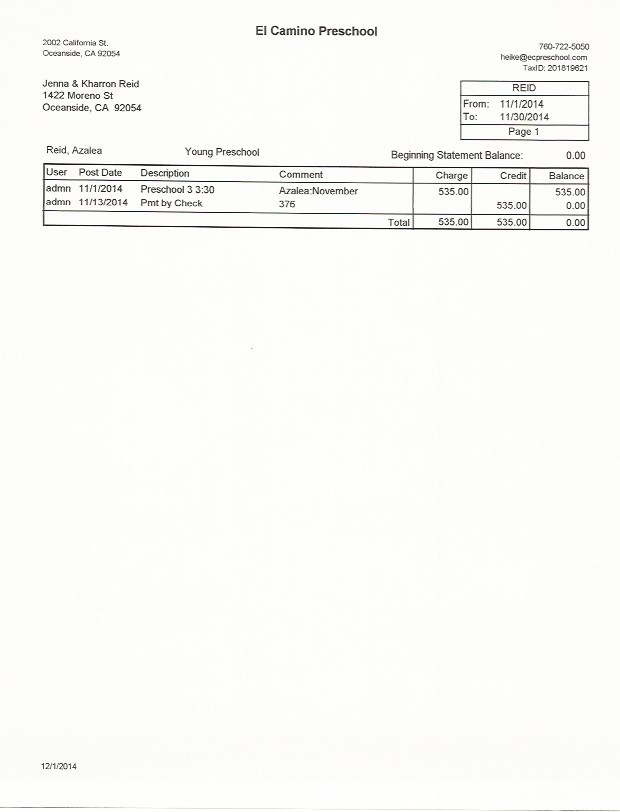 El Camino Preschool
2002 California St.
Oceanside, CA 92054
760-722-5050
heike@ecpreschool.com
TaxID: 201819621
Jenna & Kharron Reid
1422 Moreno St
Oceanside, CA 92054
REID
From: 11/1/2014
To: 11/30/2014
Page 1
Reid, Azalea Young Preschool Beginning Statement Balance: 0.00
User Post Date Description Comment Charge Credit Balance
admn 11/1/2014 Preschool 3 3:30 Azalea:November 535.00 535.00
admn 11/13/2014 Pmt by Check 376 535.00 0.00
Total 535.00 535.00 0.00
12/1/2014